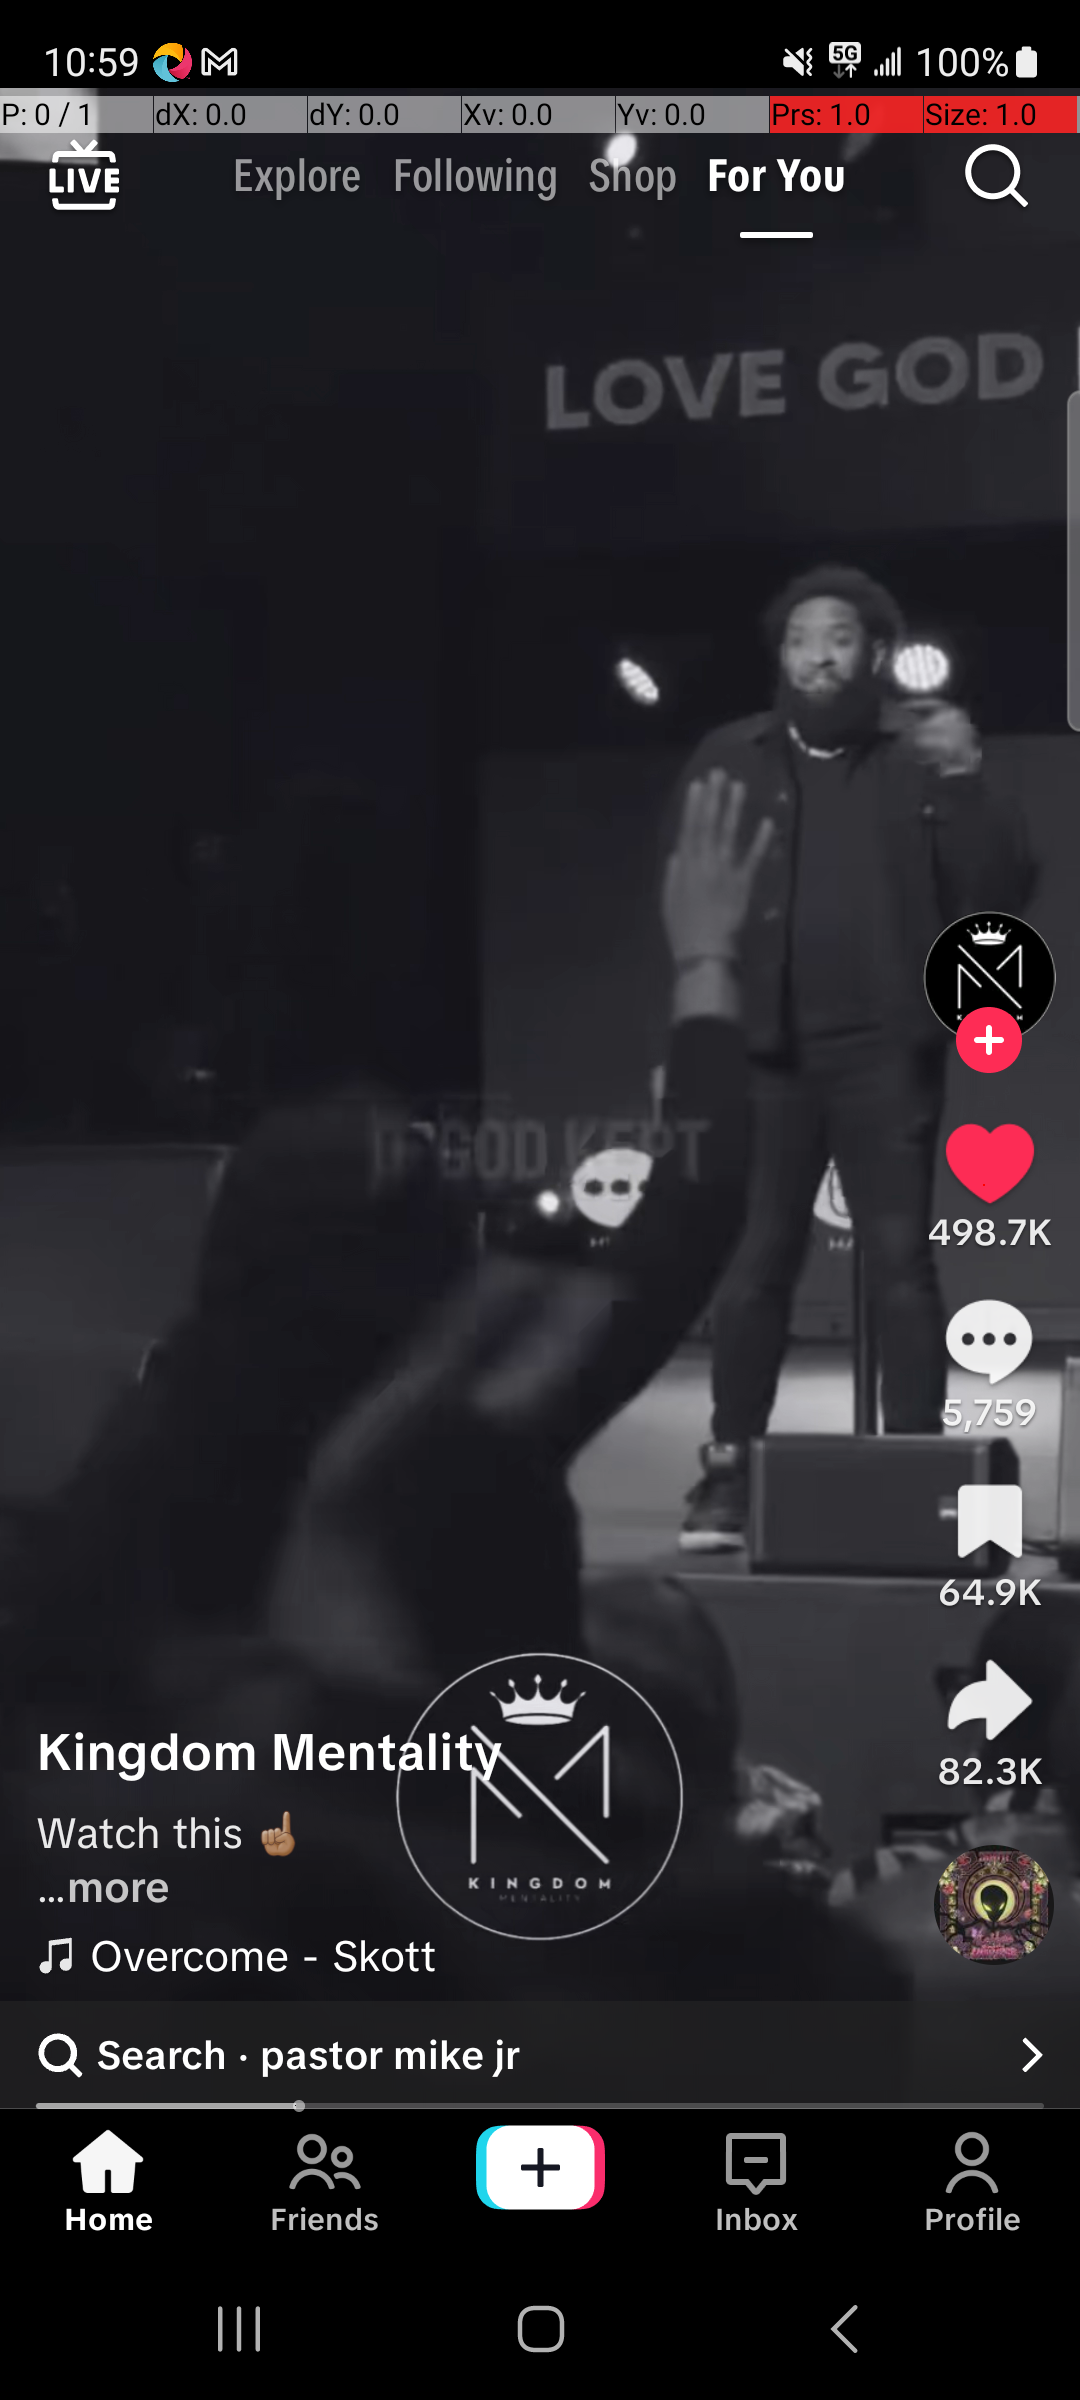 10:59 5G 100%
P: 0 / 1 dX: 0.0 dY: 0.0 Xv: 0.0 Yv: 0.0 Prs: 1.0 Size: 1.0
LIVE Explore Following Shop For You
LOVE GOD
GOD KEPT
498.7K
5,759
64.9K
82.3K
Kingdom Mentality
KINGDOM
MENTALITY
Watch this ☝🏽
...more
Overcome - Skott
Search · pastor mike jr
Home Friends Inbox Profile